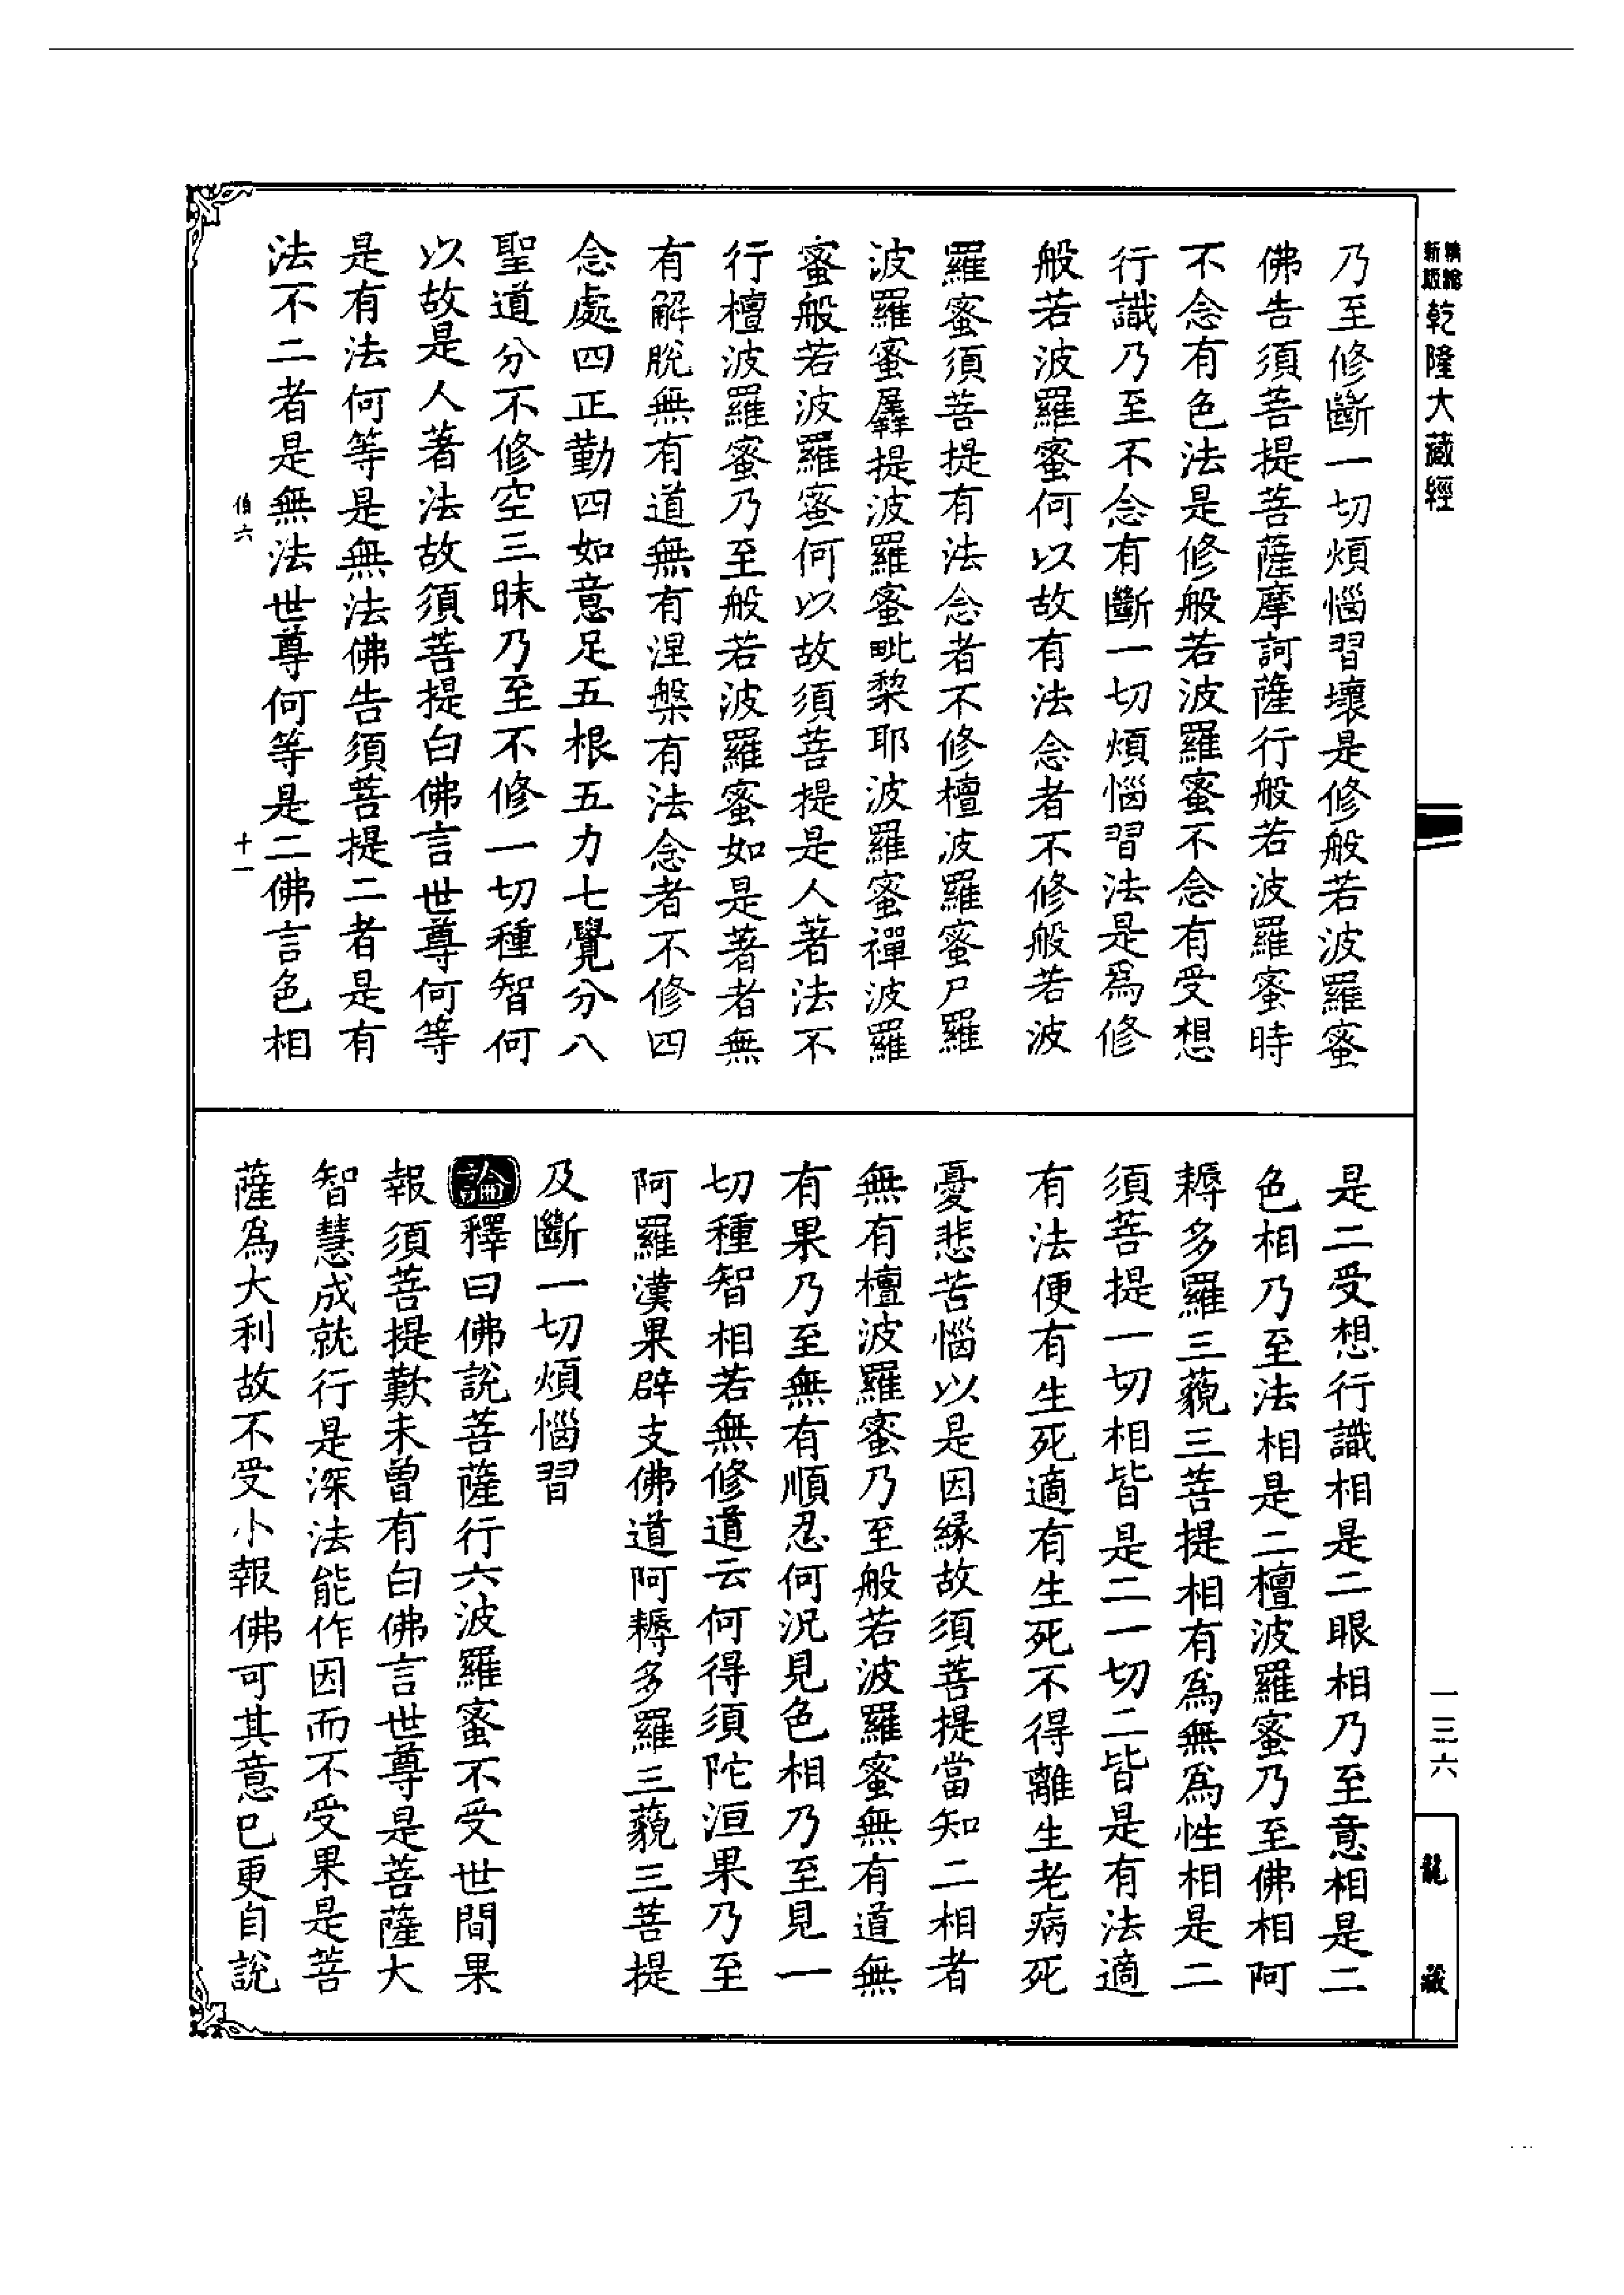 乾隆大藏經
乃至修斷一切煩惱習壞是修般若波羅蜜
佛告須菩提菩薩摩訶薩行般若波羅蜜時
不念有色法是修般若波羅蜜不念有受想
行識乃至不念有斷一切煩惱習法是爲修
般若波羅蜜何以故有法念者不修般若波
羅蜜須菩提有法念者不修檀波羅蜜尸羅
波羅蜜羼提波羅蜜毗黎耶波羅蜜禪波羅
蜜般若波羅蜜何以故須菩提是人著法不
行檀波羅蜜乃至般若波羅蜜如是著者無
有解脫無有道無有涅槃有法念者不修四
念處四正勤四如意足五根五力七覺分八
聖道分不修空三昧乃至不修一切種智何
以故是人著法故須菩提白佛言世尊何等
是有法何等是無法佛告須菩提二者是有
法不二者是無法世尊何等是二佛言色相
伯六 十一
是二受想行識相是二眼相乃至意相是二
色相乃至法相是二檀波羅蜜乃至佛相阿
耨多羅三藐三菩提相有爲無爲性相是二
須菩提一切相皆是二一切二皆是有法適
有法便有生死適有生死不得離生老病死
憂悲苦惱以是因緣故須菩提當知二相者
無有檀波羅蜜乃至般若波羅蜜無有道無
有果乃至無有順忍何況見色相乃至見一
切種智相若無修道云何得須陀洹果乃至
阿羅漢果辟支佛道阿耨多羅三藐三菩提
及斷一切煩惱習
論釋曰佛說菩薩行六波羅蜜不受世間果
報須菩提歎未曾有白佛言世尊是菩薩大
智慧成就行是深法能作因而不受果是菩
薩爲大利故不受小報佛可其意已更自說
一三六
龍藏